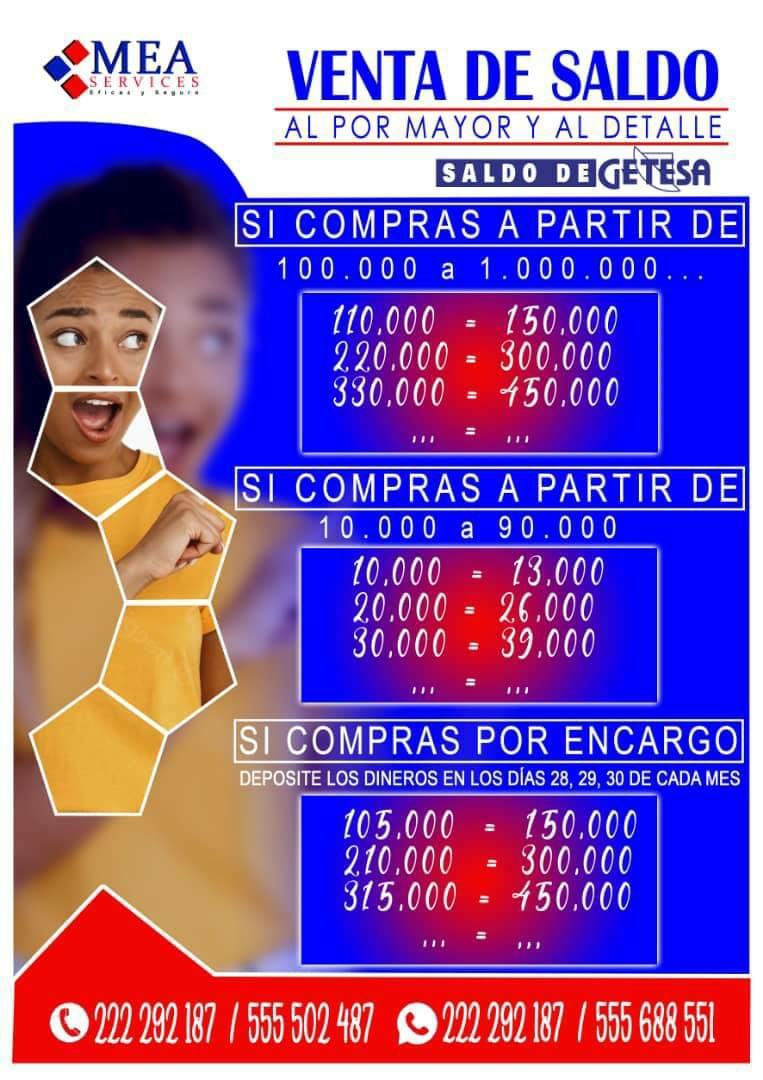 MEA
SERVICES
Eficaz y Seguro
VENTA DE SALDO
AL POR MAYOR Y AL DETALLE
SALDO DE GETESA
SI COMPRAS A PARTIR DE
100.000 a 1.000.000...
110,000 = 150,000
220,000 = 300,000
330,000 = 450,000
... = ...
SI COMPRAS A PARTIR DE
10.000 a 90.000
10,000 = 13,000
20,000 = 26,000
30,000 = 39,000
... = ...
SI COMPRAS POR ENCARGO
DEPOSITE LOS DINEROS EN LOS DÍAS 28, 29, 30 DE CADA MES
105,000 = 150,000
210,000 = 300,000
315,000 = 450,000
... = ...
222 292 187 / 555 502 487 222 292 187 / 555 688 551